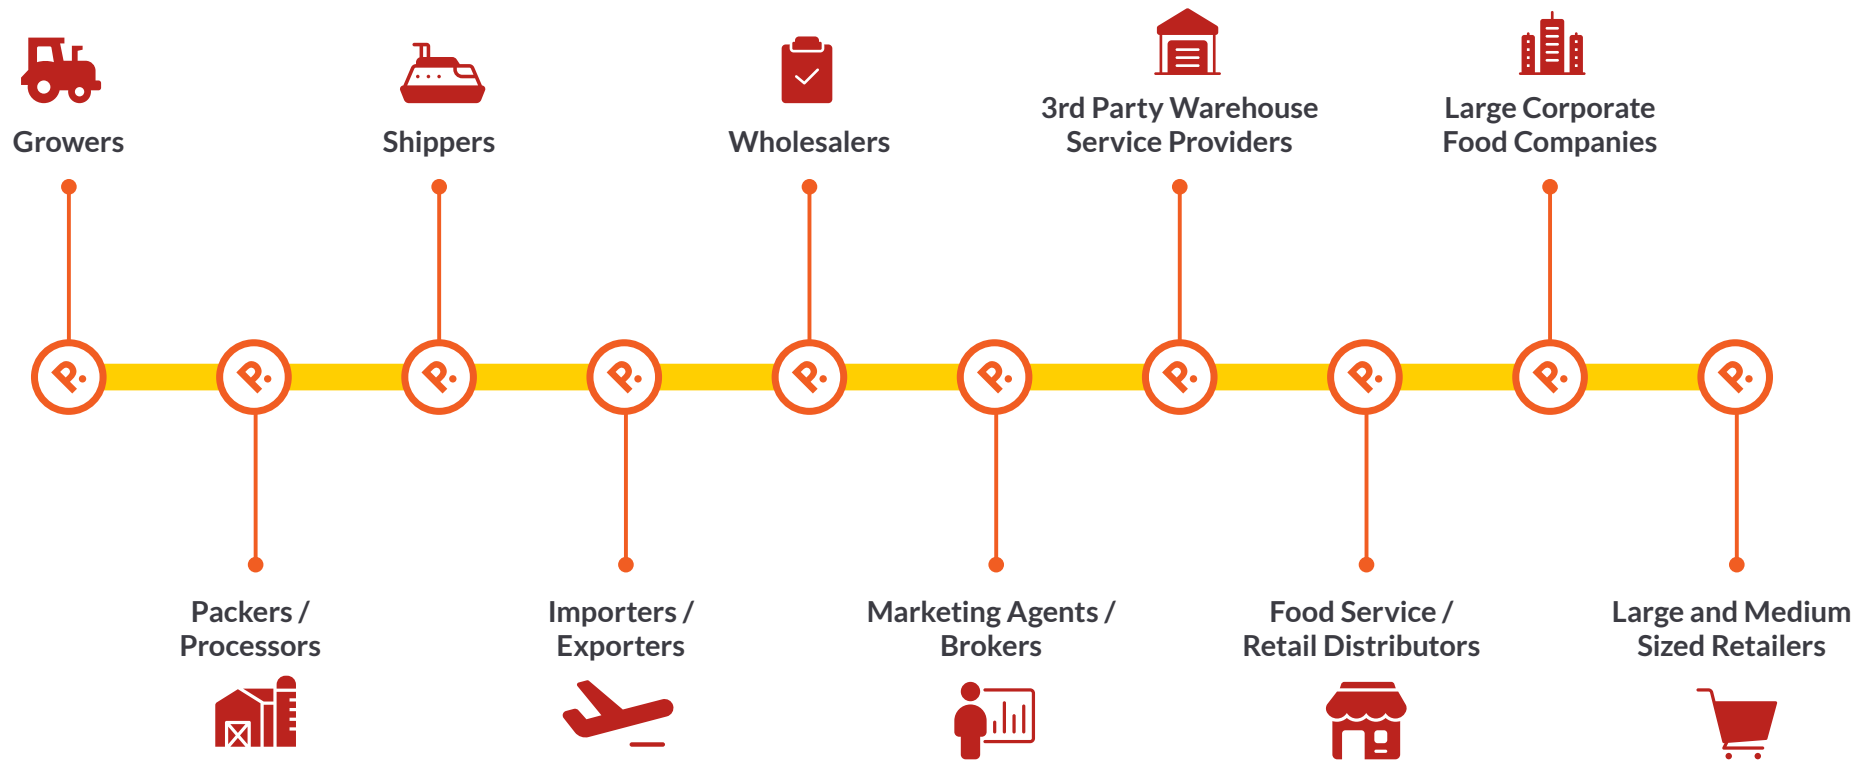 Growers
Shippers
Wholesalers
3rd Party Warehouse
Service Providers
Large Corporate
Food Companies
P.
P.
P.
P.
P.
P.
P.
P.
P.
P.
Packers /
Processors
Importers /
Exporters
Marketing Agents /
Brokers
Food Service /
Retail Distributors
Large and Medium
Sized Retailers